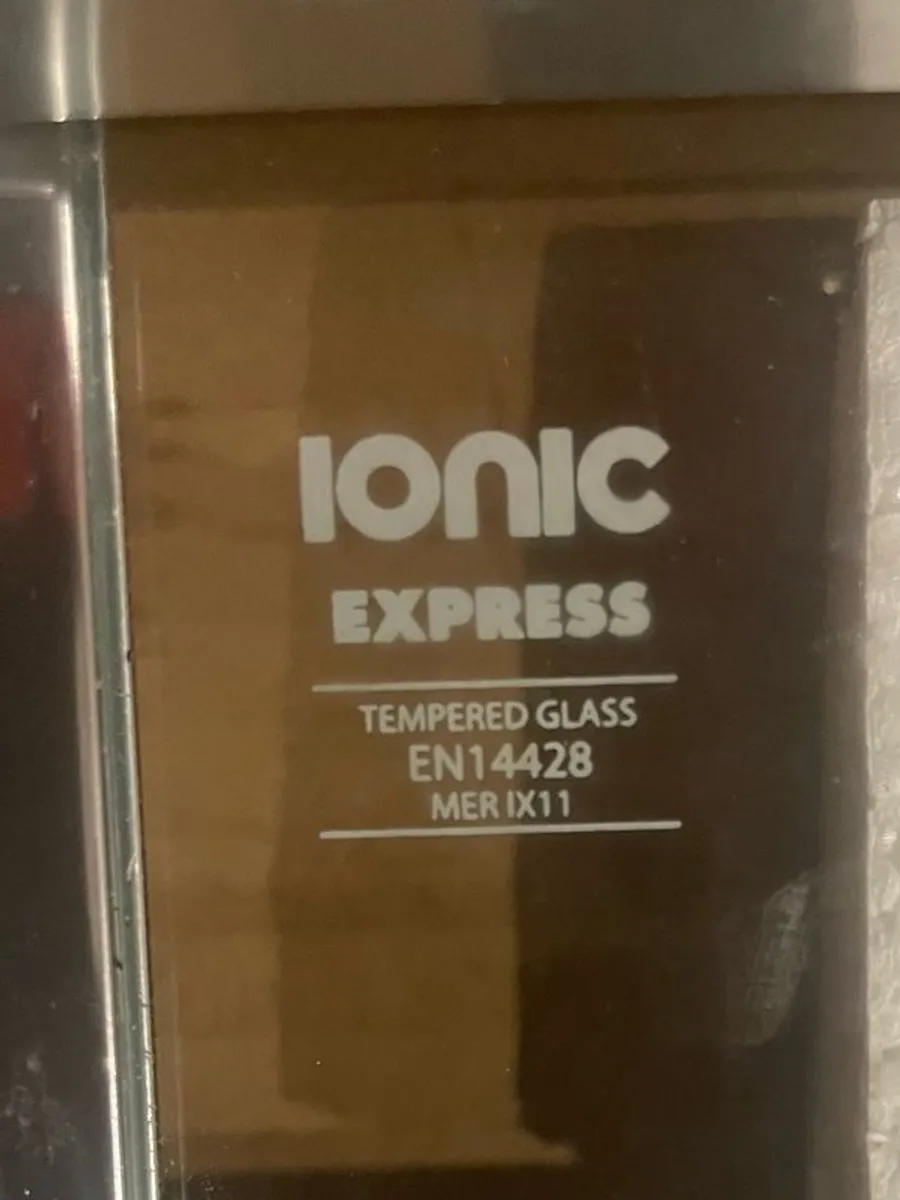 IONIC
EXPRESS
TEMPERED GLASS
EN14428
MER IX11